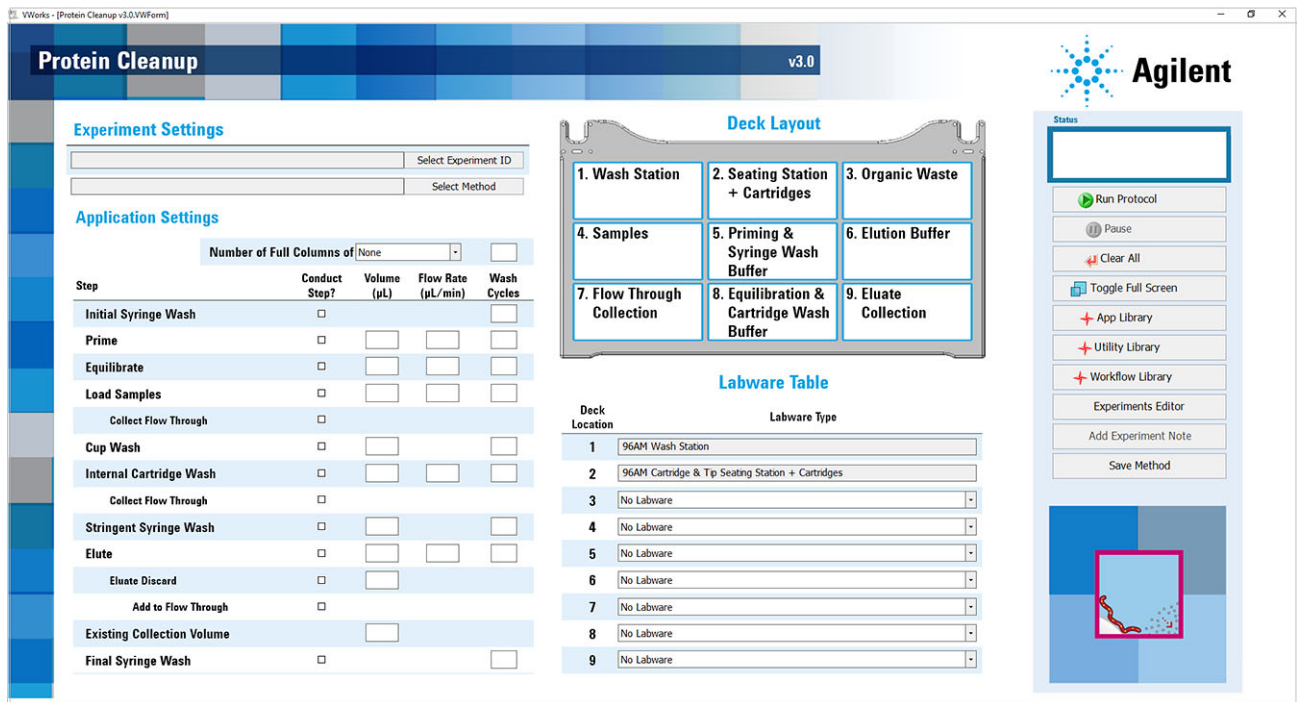 VWorks - [Protein Cleanup v3.0.VWForm]
Protein Cleanup v3.0
Agilent
Experiment Settings
Select Experiment ID
Select Method
Application Settings
Number of Full Columns of None
Step Conduct Step? Volume (µL) Flow Rate (µL/min) Wash Cycles
Initial Syringe Wash
Prime
Equilibrate
Load Samples
Collect Flow Through
Cup Wash
Internal Cartridge Wash
Collect Flow Through
Stringent Syringe Wash
Elute
Eluate Discard
Add to Flow Through
Existing Collection Volume
Final Syringe Wash
Deck Layout
1. Wash Station
2. Seating Station
+ Cartridges
3. Organic Waste
4. Samples
5. Priming &
Syringe Wash
Buffer
6. Elution Buffer
7. Flow Through
Collection
8. Equilibration &
Cartridge Wash
Buffer
9. Eluate
Collection
Labware Table
Deck Location Labware Type
1 96AM Wash Station
2 96AM Cartridge & Tip Seating Station + Cartridges
3 No Labware
4 No Labware
5 No Labware
6 No Labware
7 No Labware
8 No Labware
9 No Labware
Status
Run Protocol
Pause
Clear All
Toggle Full Screen
App Library
Utility Library
Workflow Library
Experiments Editor
Add Experiment Note
Save Method